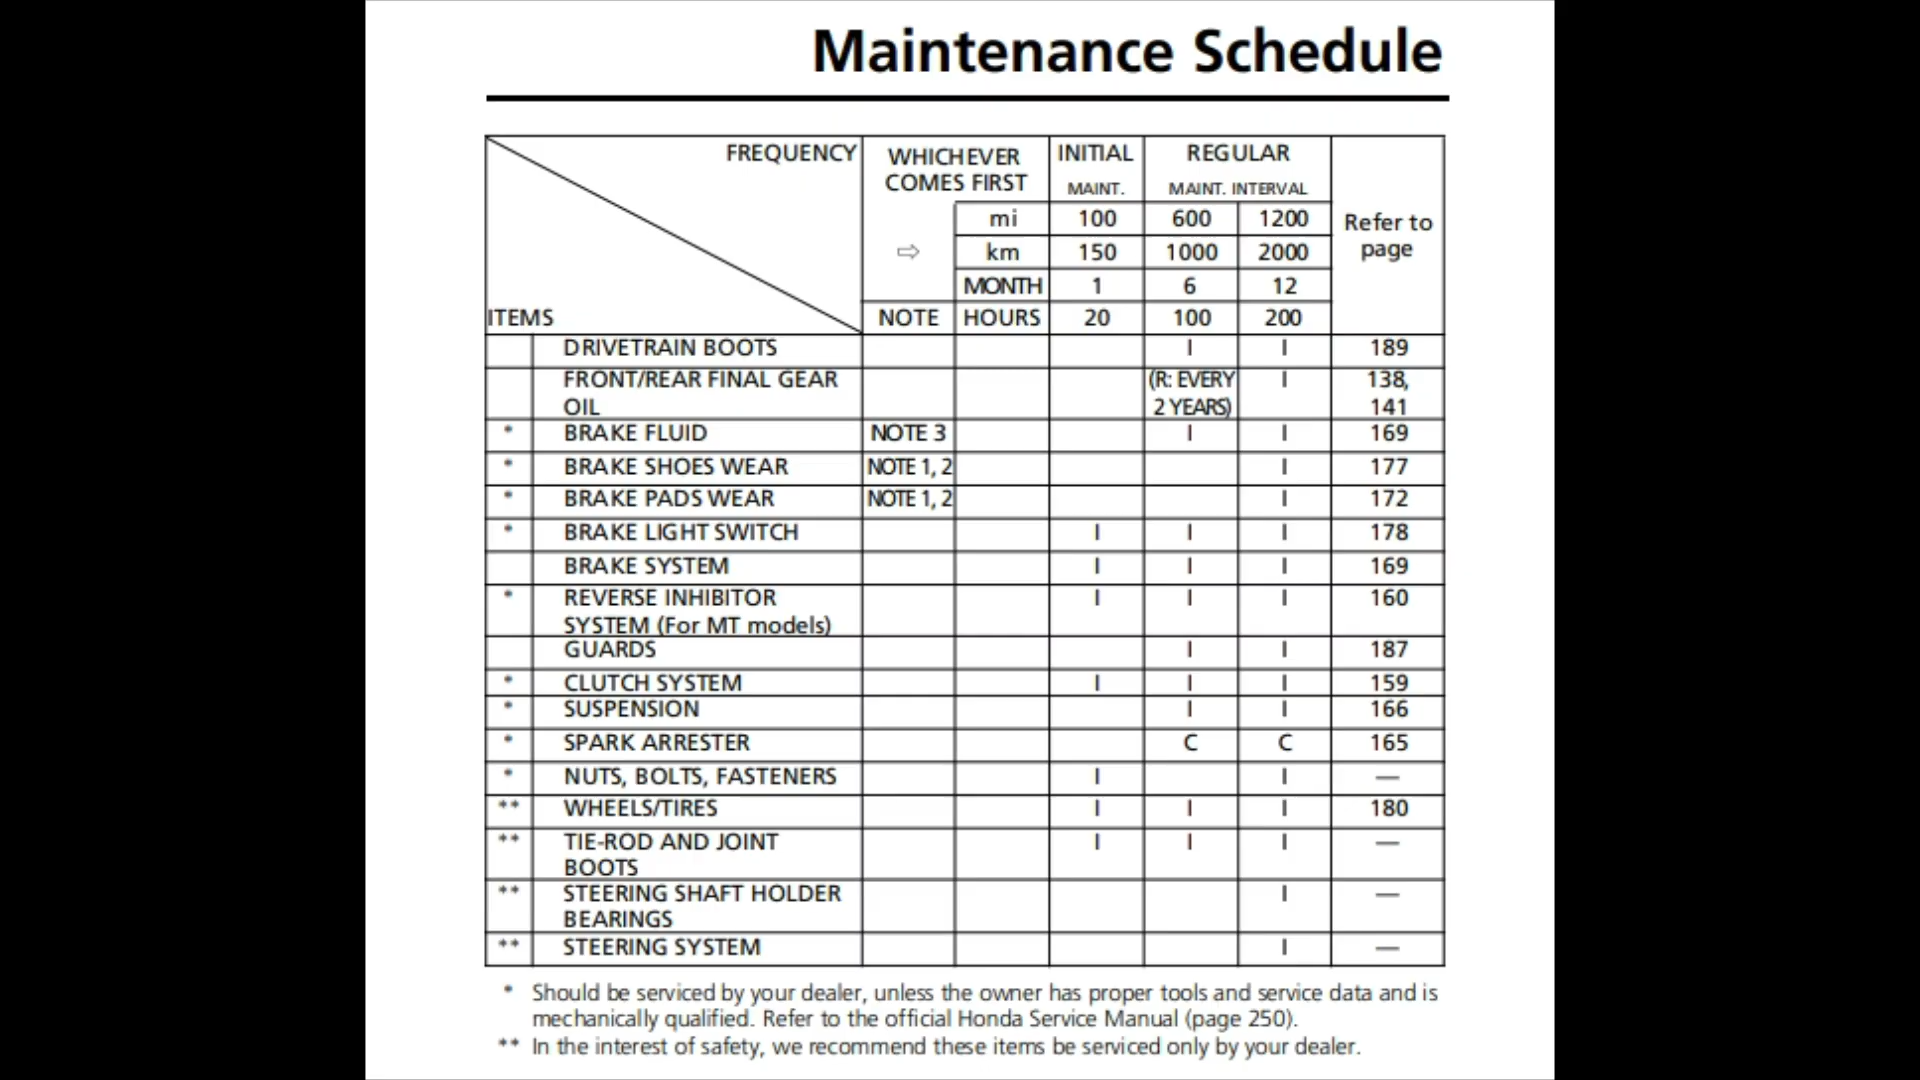 Maintenance Schedule
FREQUENCY WHICHEVER COMES FIRST INITIAL MAINT. REGULAR MAINT. INTERVAL Refer to page
mi 100 600 1200
⇨ km 150 1000 2000
MONTH 1 6 12
ITEMS NOTE HOURS 20 100 200
DRIVETRAIN BOOTS I I 189
FRONT/REAR FINAL GEAR (R: EVERY I 138,
OIL 2 YEARS) 141
* BRAKE FLUID NOTE 3 I I 169
* BRAKE SHOES WEAR NOTE 1, 2 I 177
* BRAKE PADS WEAR NOTE 1, 2 I 172
* BRAKE LIGHT SWITCH I I I 178
BRAKE SYSTEM I I I 169
* REVERSE INHIBITOR I I I 160
SYSTEM (For MT models)
GUARDS I I 187
* CLUTCH SYSTEM I I I 159
* SUSPENSION I I 166
* SPARK ARRESTER C C 165
* NUTS, BOLTS, FASTENERS I I —
** WHEELS/TIRES I I I 180
** TIE-ROD AND JOINT I I I —
BOOTS
** STEERING SHAFT HOLDER I —
BEARINGS
** STEERING SYSTEM I —
* Should be serviced by your dealer, unless the owner has proper tools and service data and is
mechanically qualified. Refer to the official Honda Service Manual (page 250).
** In the interest of safety, we recommend these items be serviced only by your dealer.